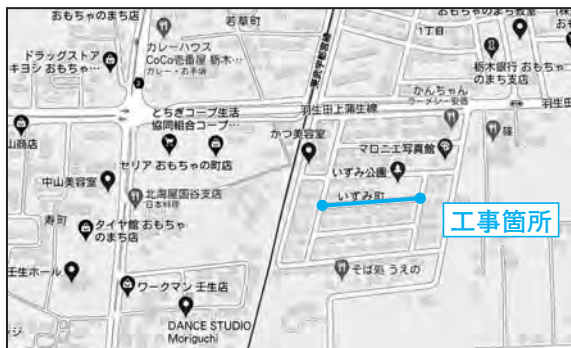 おもちゃのまち店
若草町
1丁目
おもちゃのまち教室
ドラッグストア
キヨシ おもちゃ…
カレーハウス
CoCo壱番屋 栃木…
カレー・お手頃
栃木銀行 おもちゃ
のまち支店
かんちゃん
ラーメン・安価
とちぎコープ生活
協同組合コープ…
羽生田上蒲生線
羽生田
山商店
かつ美容室
篠
マロニエ写真館
セリア おもちゃの町店
いずみ公園
中山美容室
北海屋国谷支店
日本料理
いずみ町
寿町
タイヤ館 おもちゃ
のまち店
工事箇所
壬生ホール
そば処 うえの
ワークマン 壬生店
DANCE STUDIO
Moriguchi
ッジ